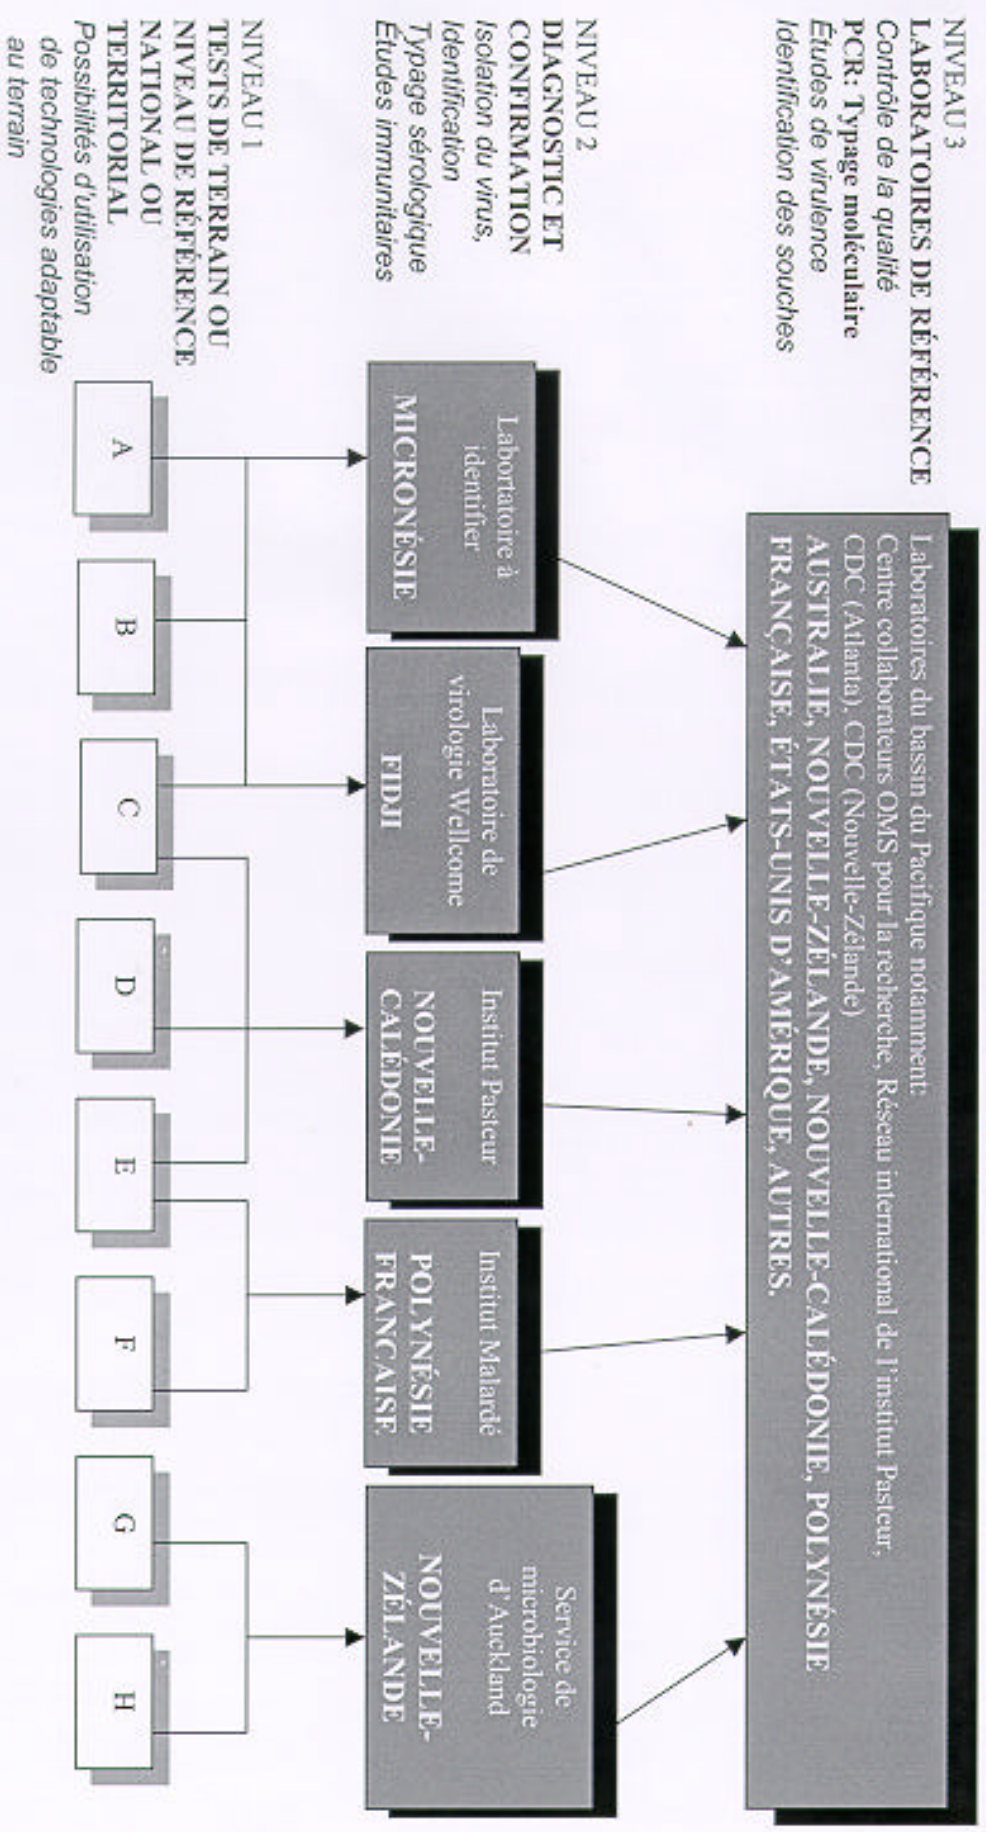 NIVEAU 3
LABORATOIRES DE RÉFÉRENCE
Contrôle de la qualité
PCR: Typage moléculaire
Études de virulence
Identification des souches
Laboratoires du bassin du Pacifique notamment:
Centre collaborateurs OMS pour la recherche, Réseau international de l'institut Pasteur,
CDC (Atlanta), CDC (Nouvelle-Zélande)
AUSTRALIE, NOUVELLE-ZÉLANDE, NOUVELLE-CALÉDONIE, POLYNÉSIE
FRANÇAISE, ÉTATS-UNIS D'AMÉRIQUE, AUTRES.
NIVEAU 2
DIAGNOSTIC ET
CONFIRMATION
Isolation du virus,
Identification
Typage sérologique
Études immunitaires
Labortatoire à
identifier
MICRONÉSIE
Laboratoire de
virologie Wellcome
FIDJI
Institut Pasteur
NOUVELLE-
CALÉDONIE
Institut Malardé
POLYNÉSIE
FRANCAISE
Service de
microbiologie
d'Auckland
NOUVELLE-
ZÉLANDE
NIVEAU 1
TESTS DE TERRAIN OU
NIVEAU DE RÉFÉRENCE
NATIONAL OU
TERRITORIAL
Possibilités d'utilisation
de technologies adaptable
au terrain
A
B
C
D
E
F
G
H